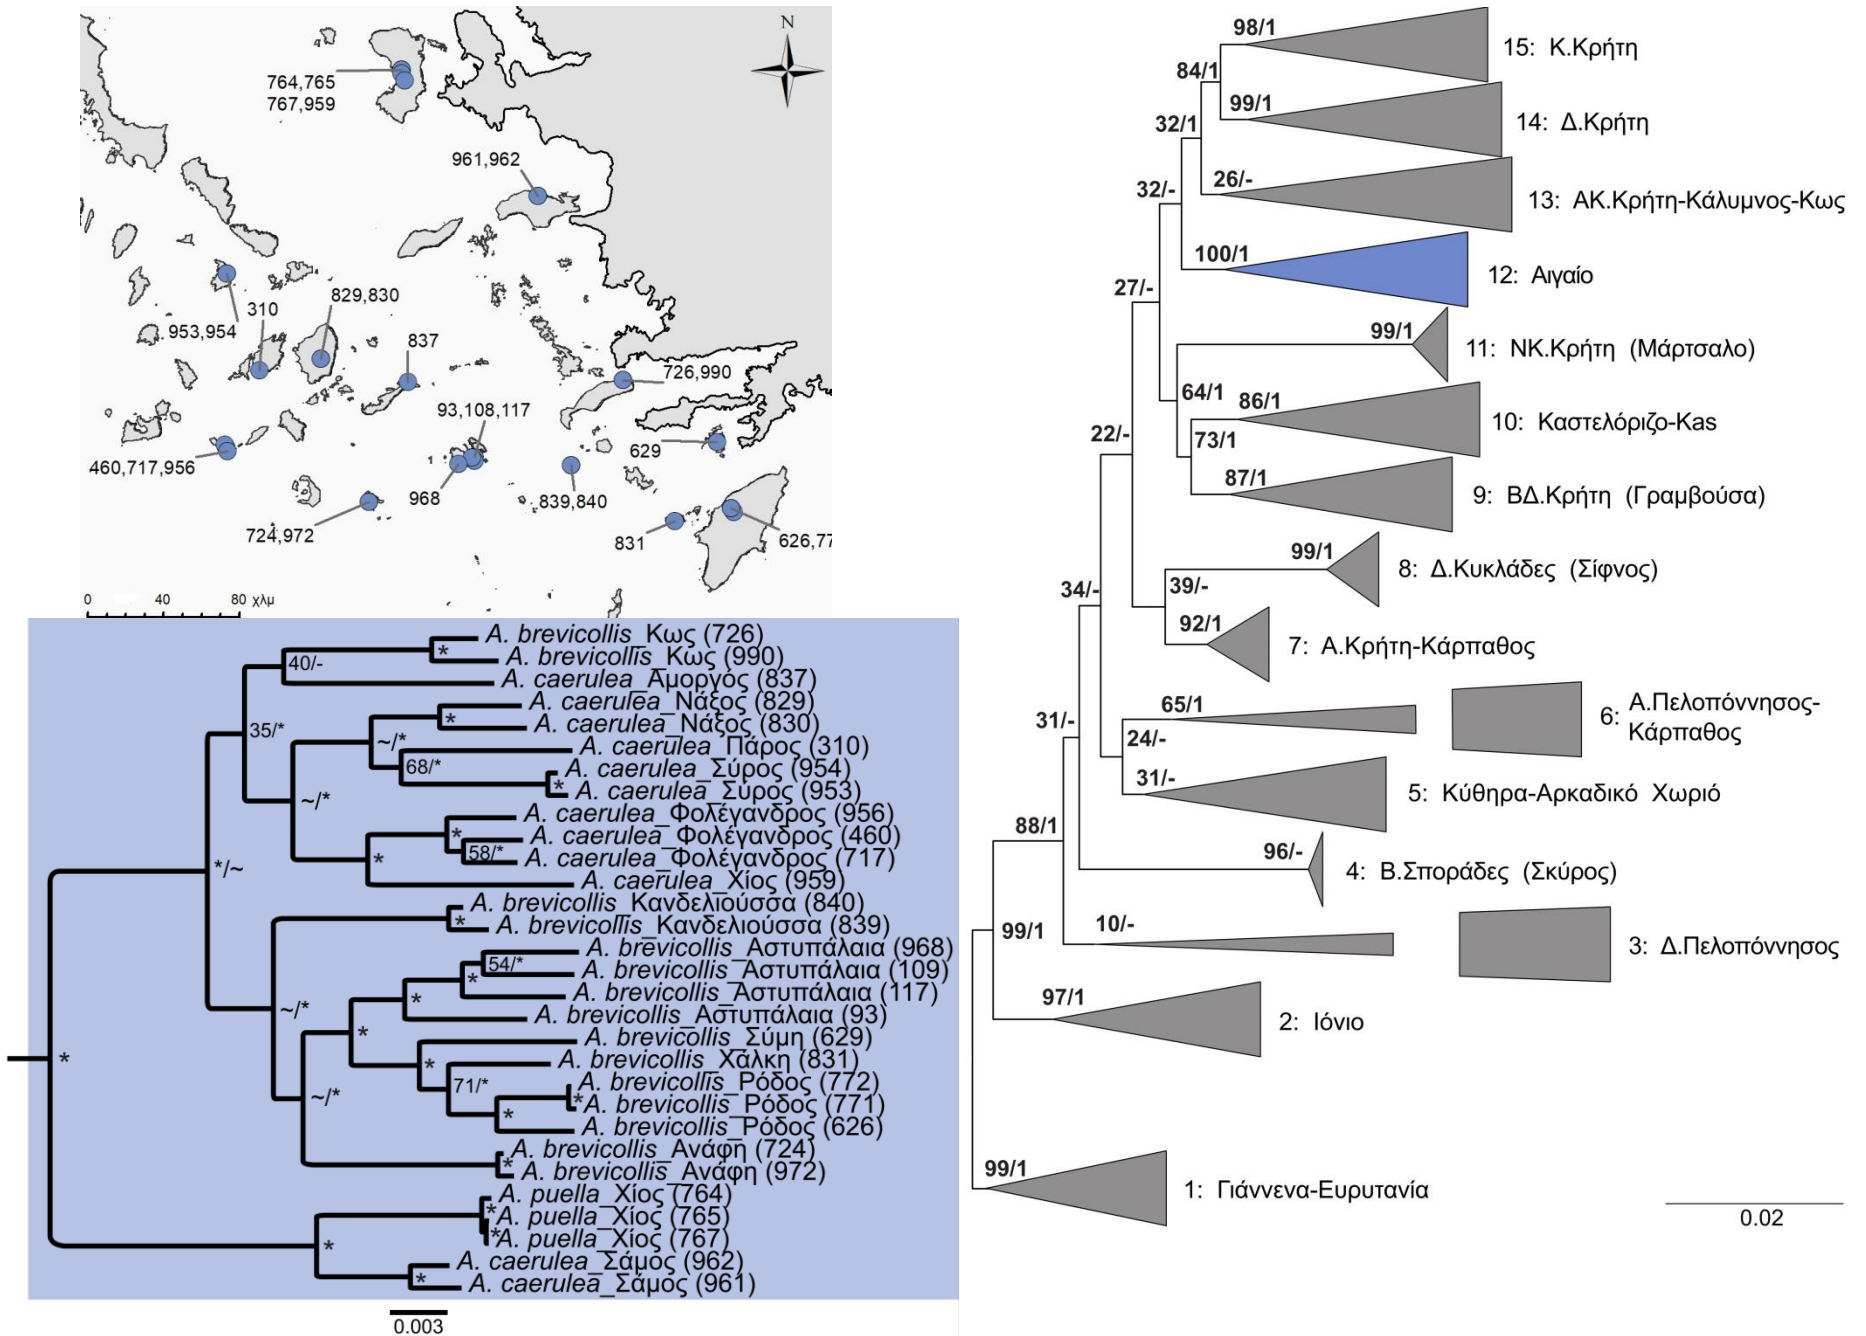 N
764,765
767,959
961,962
953,954
310
829,830
837
726,990
93,108,117
629
460,717,956
968
839,840
724,972
831
626,77
0 40 80 χλμ
A. brevicollis_Κως (726)
A. brevicollis_Κως (990)
40/-
A. caerulea_Αμοργός (837)
A. caerulea_Νάξος (829)
35/*
A. caerulea_Νάξος (830)
~/*
A. caerulea_Πάρος (310)
68/*
A. caerulea_Σύρος (954)
A. caerulea_Σύρος (953)
~/*
A. caerulea_Φολέγανδρος (956)
A. caerulea_Φολέγανδρος (460)
58/*
A. caerulea_Φολέγανδρος (717)
*/~
A. caerulea_Χίος (959)
A. brevicollis_Κανδελιούσσα (840)
A. brevicollis_Κανδελιούσσα (839)
A. brevicollis_Αστυπάλαια (968)
54/*
A. brevicollis_Αστυπάλαια (109)
A. brevicollis_Αστυπάλαια (117)
~/*
A. brevicollis_Αστυπάλαια (93)
A. brevicollis_Σύμη (629)
A. brevicollis_Χάλκη (831)
71/*
A. brevicollis_Ρόδος (772)
~/*
A. brevicollis_Ρόδος (771)
A. brevicollis_Ρόδος (626)
A. brevicollis_Ανάφη (724)
A. brevicollis_Ανάφη (972)
A. puella_Χίος (764)
A. puella_Χίος (765)
A. puella_Χίος (767)
A. caerulea_Σάμος (962)
A. caerulea_Σάμος (961)
0.003
98/1
15: Κ.Κρήτη
84/1
99/1
14: Δ.Κρήτη
32/1
26/-
32/-
13: ΑΚ.Κρήτη-Κάλυμνος-Κως
100/1
12: Αιγαίο
27/-
99/1
11: ΝΚ.Κρήτη (Μάρτσαλο)
64/1
86/1
10: Καστελόριζο-Kas
22/-
73/1
87/1
9: ΒΔ.Κρήτη (Γραμβούσα)
99/1
8: Δ.Κυκλάδες (Σίφνος)
34/-
39/-
92/1
7: Α.Κρήτη-Κάρπαθος
65/1
6: Α.Πελοπόννησος-
Κάρπαθος
31/-
24/-
31/-
5: Κύθηρα-Αρκαδικό Χωριό
88/1
96/-
4: Β.Σποράδες (Σκύρος)
99/1
10/-
3: Δ.Πελοπόννησος
97/1
2: Ιόνιο
99/1
1: Γιάννενα-Ευρυτανία
0.02